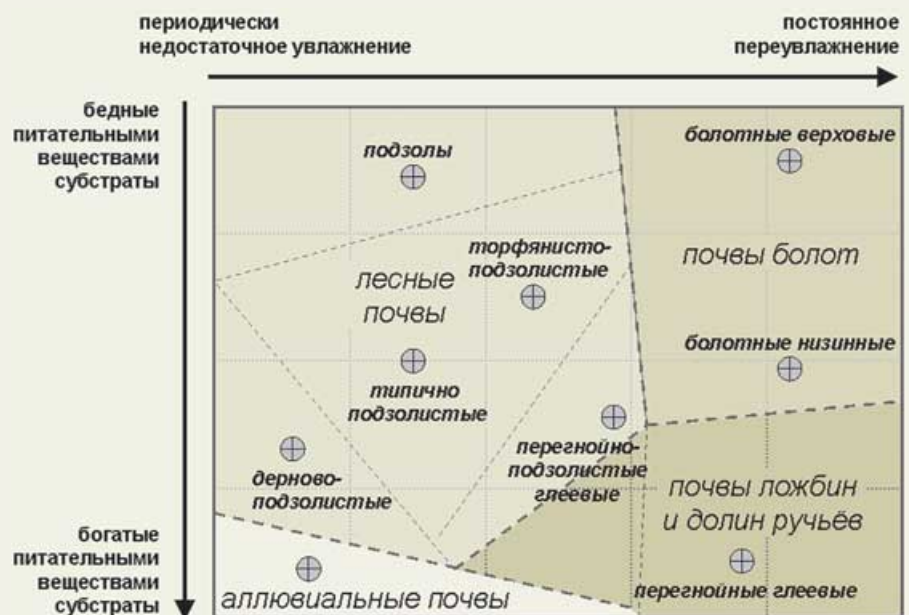 периодически
недостаточное увлажнение
постоянное
переувлажнение
бедные
питательными
веществами
субстраты
подзолы
болотные верховые
торфянисто-
подзолистые
лесные
почвы
почвы болот
болотные низинные
типично
подзолистые
перегнойно-
подзолистые
глеевые
дерново-
подзолистые
почвы ложбин
и долин ручьёв
богатые
питательными
веществами
субстраты
аллювиальные почвы
перегнойные глеевые